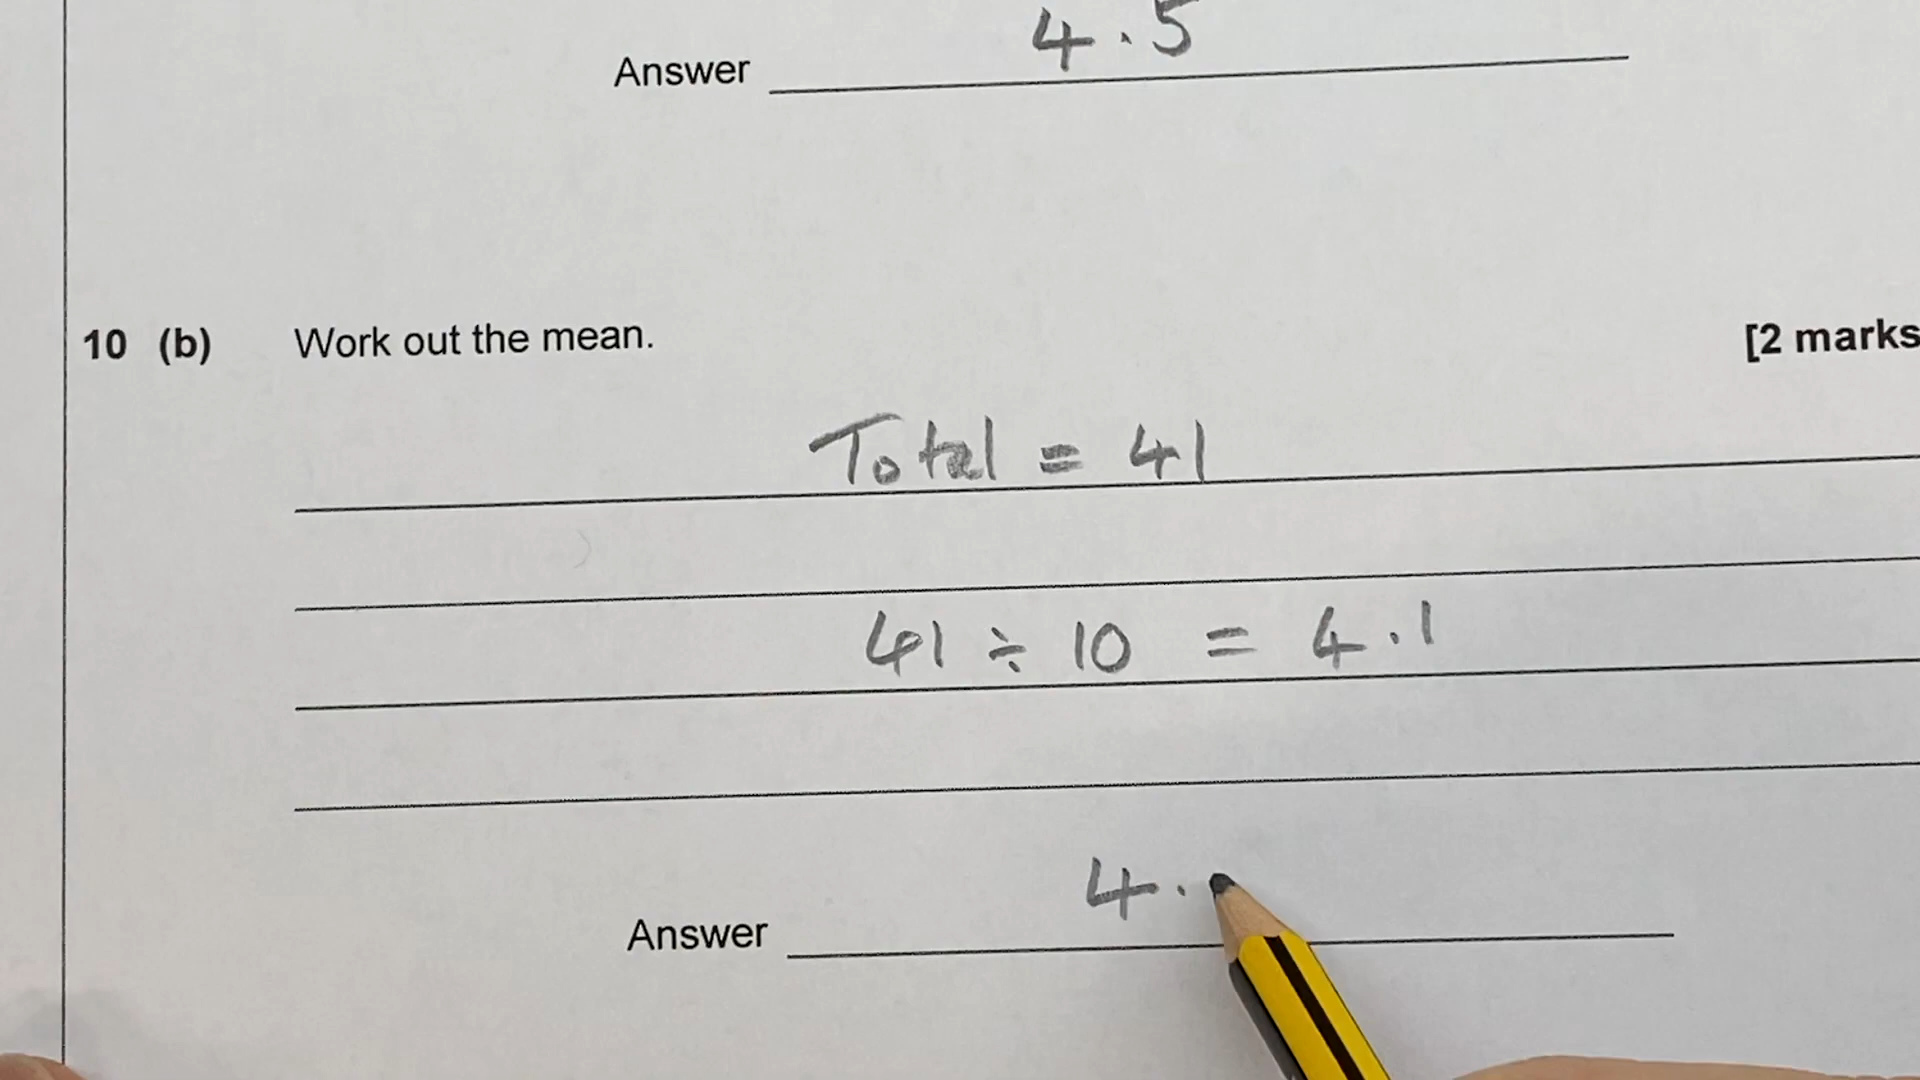 4.5
Answer
10 (b) Work out the mean.
[2 marks
Total = 41
41 ÷ 10 = 4.1
4.
Answer